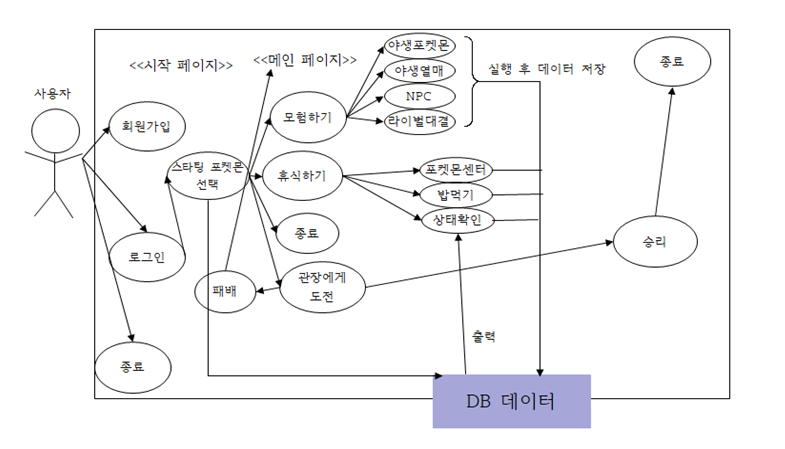 <<시작 페이지>>
<<메인 페이지>>
야생포켓몬
야생열매
NPC
라이벌대결
실행 후 데이터 저장
종료
사용자
회원가입
모험하기
스타팅 포켓몬
선택
휴식하기
포켓몬센터
밥먹기
상태확인
종료
로그인
승리
패배
관장에게
도전
출력
종료
DB 데이터